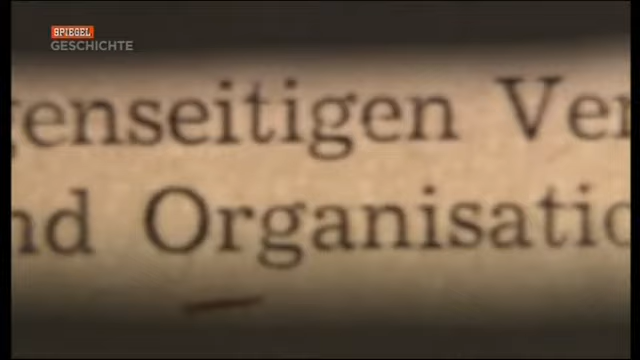 SPIEGEL
GESCHICHTE
genseitigen Ver
nd Organisatio